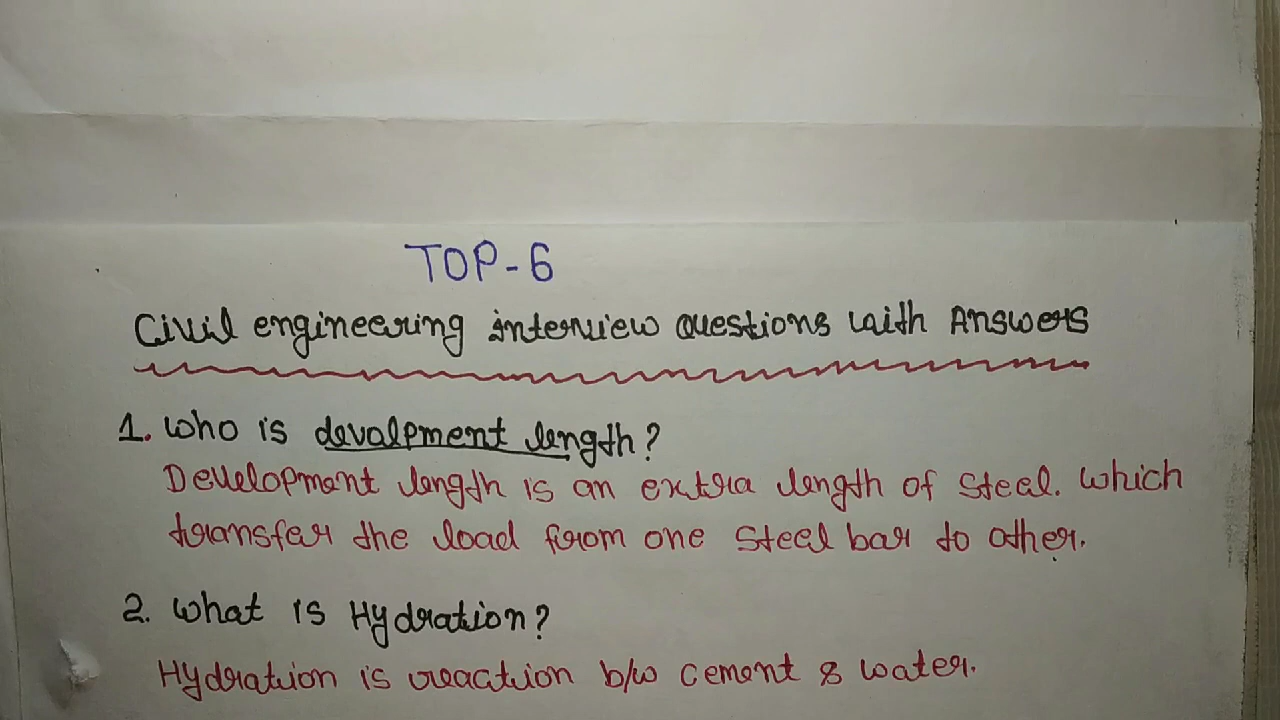 TOP-6
Civil engineering interview questions with Answers
1. Who is devalpment length?
Development length is an extra length of steel. which
transfer the load from one steel bar to other.
2. What is Hydration?
Hydration is reaction b/w cement & water.